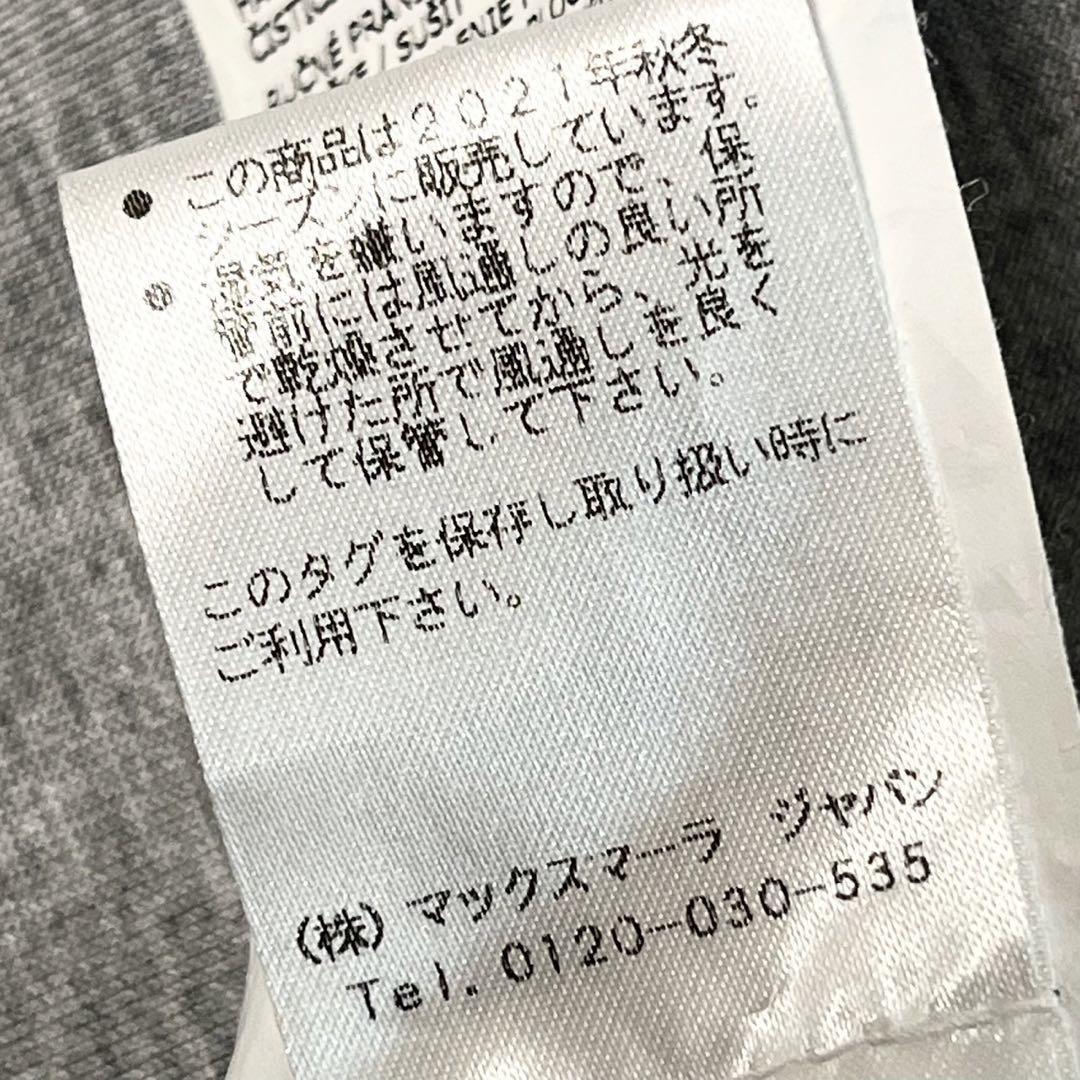 ČISTIC
RUČNÉ PRAN
/ SUŠIT
● この商品は2021年秋冬
シーズンに販売しています。
● 湿気を嫌いますので、保
管前には風通しの良い所
で乾燥させてから、光を
避けた所で風通しを良く
して保管して下さい。
このタグを保存し取り扱い時に
ご利用下さい。
(株) マックスマーラ ジャパン
Tel. 0120-030-535